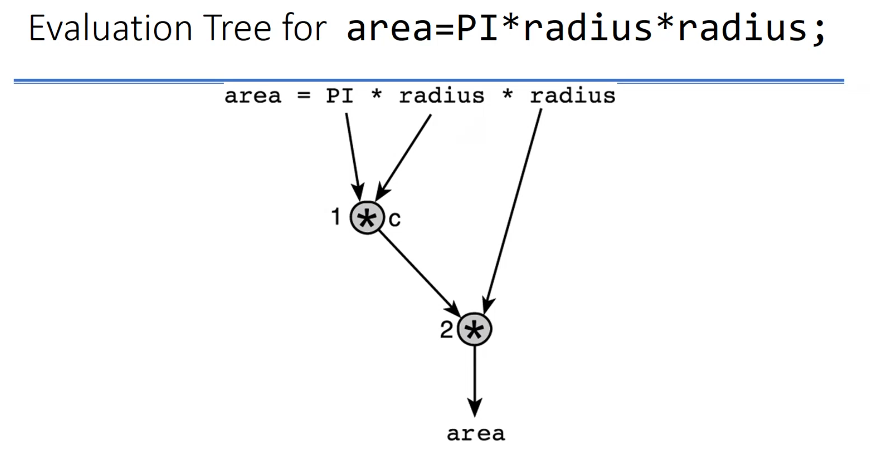 Evaluation Tree for area=PI*radius*radius;
area = PI * radius * radius
1 * c
2 *
area